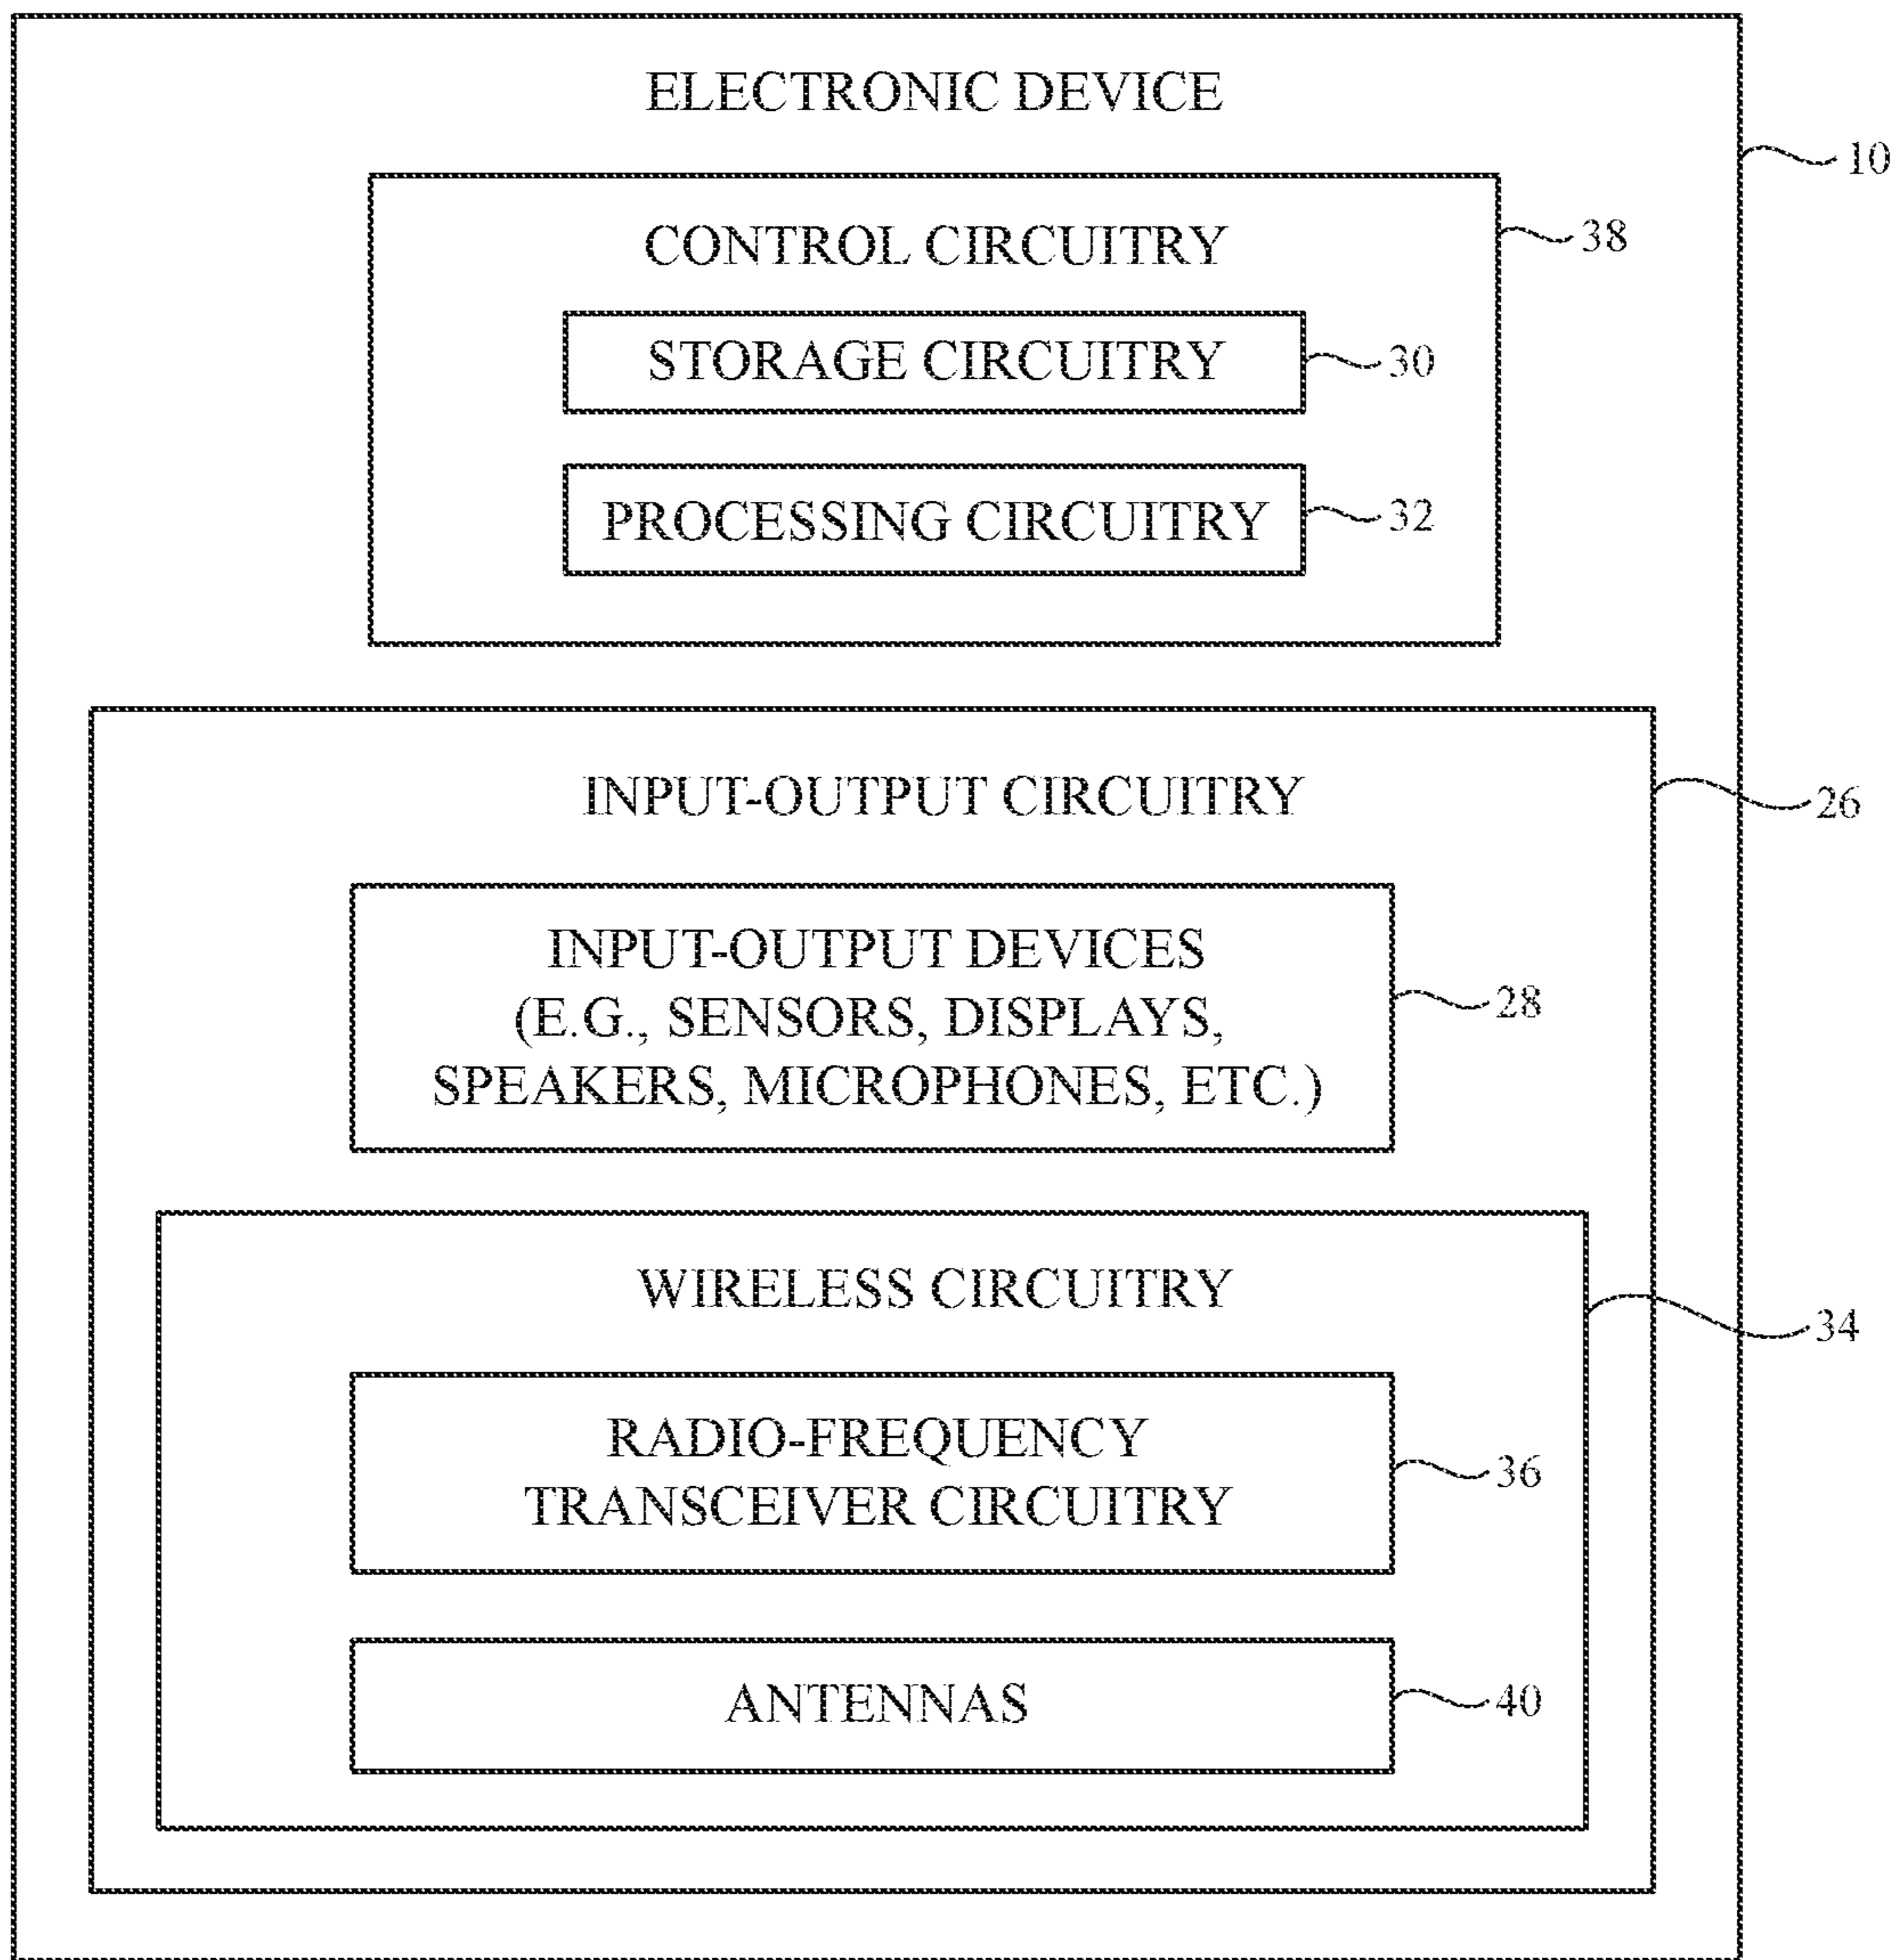 ELECTRONIC DEVICE
10
CONTROL CIRCUITRY
38
STORAGE CIRCUITRY
30
PROCESSING CIRCUITRY
32
INPUT-OUTPUT CIRCUITRY
26
INPUT-OUTPUT DEVICES
(E.G., SENSORS, DISPLAYS,
SPEAKERS, MICROPHONES, ETC.)
28
WIRELESS CIRCUITRY
34
RADIO-FREQUENCY
TRANSCEIVER CIRCUITRY
36
ANTENNAS
40